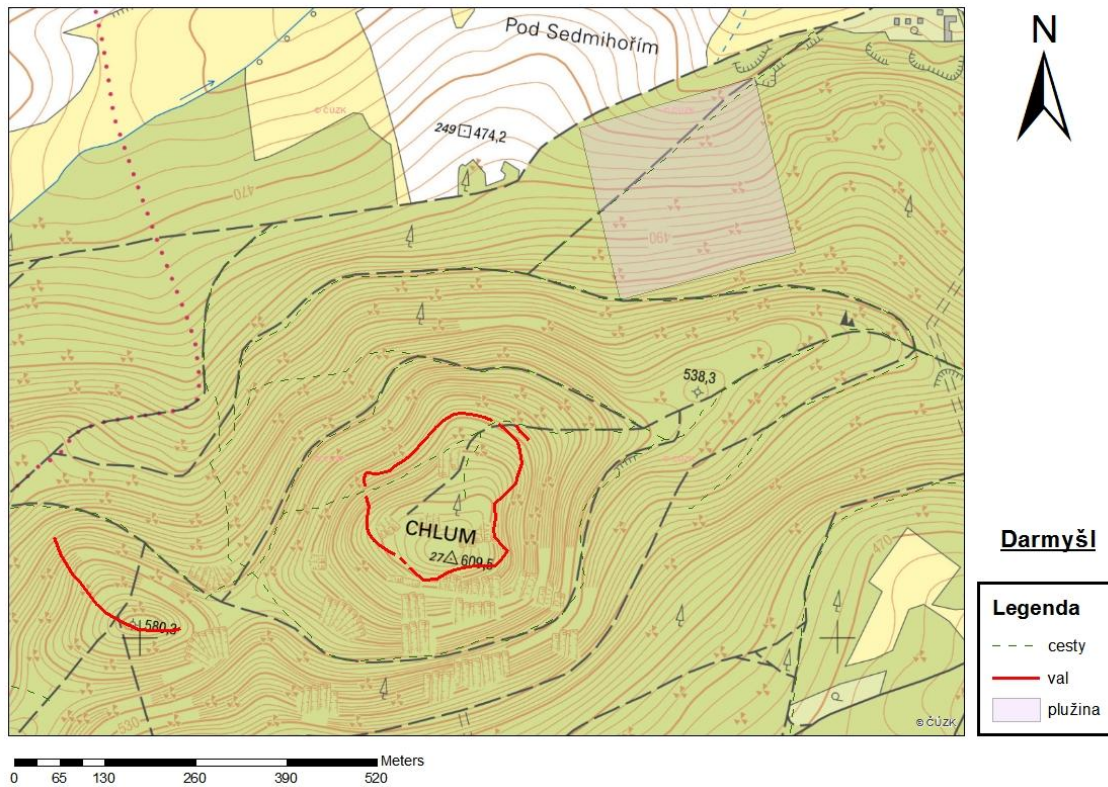 Pod Sedmihořím
N
© ČÚZK
© ČÚZK
249 474,2
470
490
538,3
CHLUM
27 609,5
580,3
470
530
© ČÚZK
Darmyšl
Legenda
cesty
val
plužina
Meters
0 65 130 260 390 520